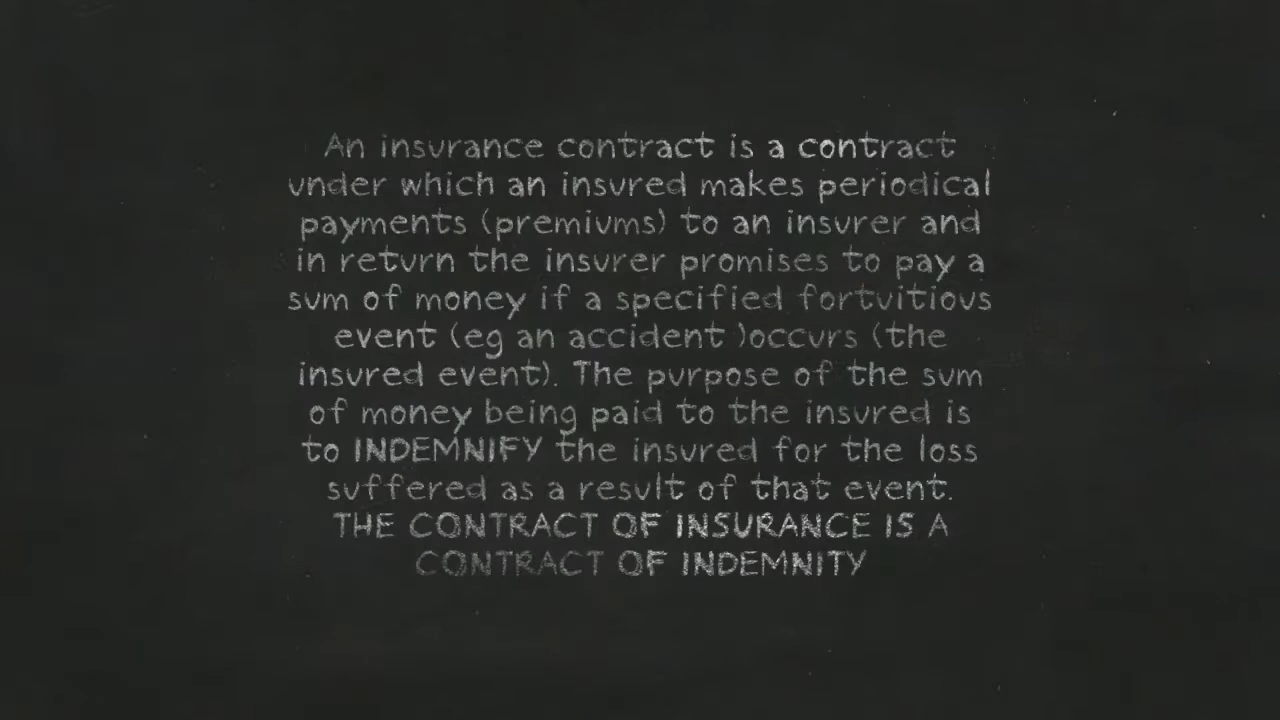 An insurance contract is a contract
under which an insured makes periodical
payments (premiums) to an insurer and
in return the insurer promises to pay a
sum of money if a specified fortuitious
event (eg an accident )occurs (the
insured event). The purpose of the sum
of money being paid to the insured is
to INDEMNIFY the insured for the loss
suffered as a result of that event.
THE CONTRACT OF INSURANCE IS A
CONTRACT OF INDEMNITY